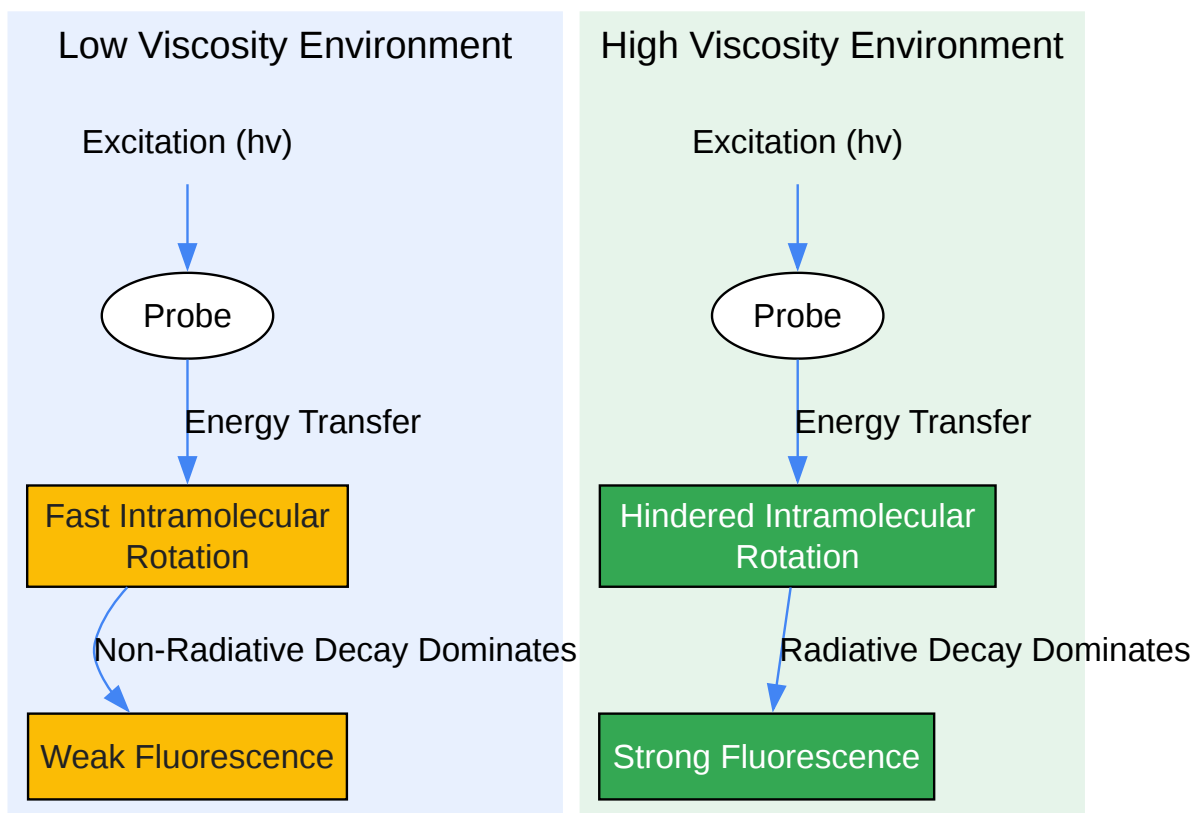 Low Viscosity Environment
Excitation (hv)
Probe
Energy Transfer
Fast Intramolecular
Rotation
Non-Radiative Decay Dominates
Weak Fluorescence
High Viscosity Environment
Excitation (hv)
Probe
Energy Transfer
Hindered Intramolecular
Rotation
Radiative Decay Dominates
Strong Fluorescence